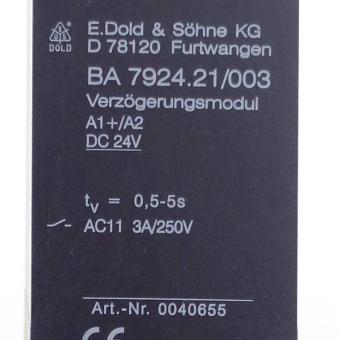 E.Dold & Söhne KG
DOLD
D 78120 Furtwangen
BA 7924.21/003
Verzögerungsmodul
A1+/A2
DC 24V
tv = 0,5-5s
AC11 3A/250V
Art.-Nr. 0040655
CE